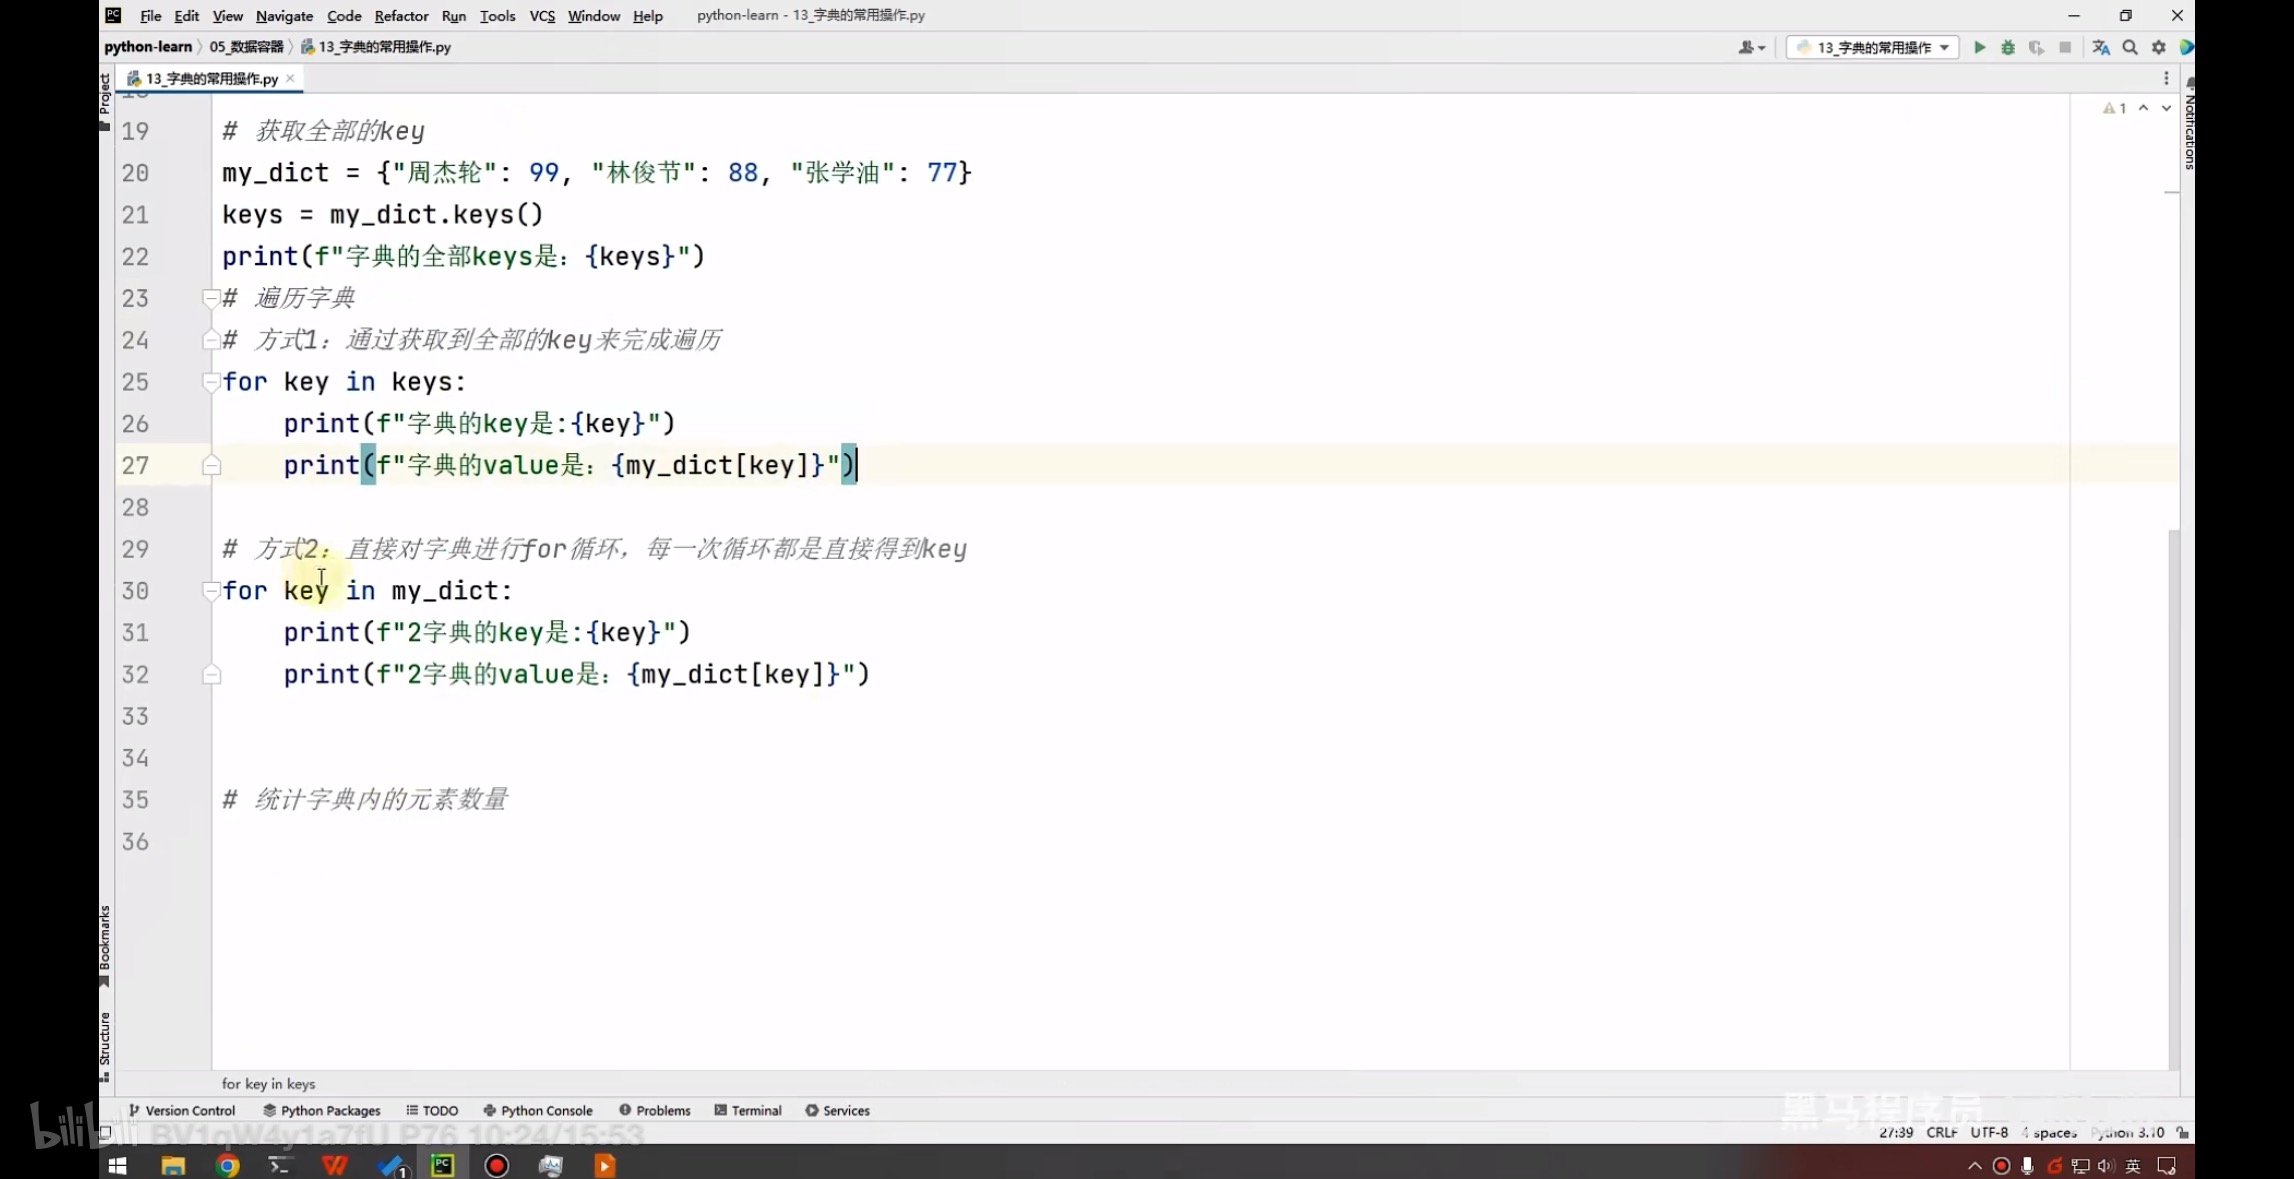 File Edit View Navigate Code Refactor Run Tools VCS Window Help python-learn - 13_字典的常用操作.py
python-learn 05_数据容器 13_字典的常用操作.py 13_字典的常用操作
13_字典的常用操作.py
Project
Notifications
1
19 # 获取全部的key
20 my_dict = {"周杰轮": 99, "林俊节": 88, "张学油": 77}
21 keys = my_dict.keys()
22 print(f"字典的全部keys是：{keys}")
23 # 遍历字典
24 # 方式1：通过获取到全部的key来完成遍历
25 for key in keys:
26 print(f"字典的key是:{key}")
27 print(f"字典的value是：{my_dict[key]}")
28
29 # 方式2：直接对字典进行for循环，每一次循环都是直接得到key
30 for key in my_dict:
31 print(f"2字典的key是:{key}")
32 print(f"2字典的value是：{my_dict[key]}")
33
34
35 # 统计字典内的元素数量
36
Bookmarks
Structure
for key in keys
Version Control Python Packages TODO Python Console Problems Terminal Services
黑马程序员
bilibili BV1qW4y1a7fU P76 10:24/15:53
27:39 CRLF UTF-8 4 spaces Python 3.10
英